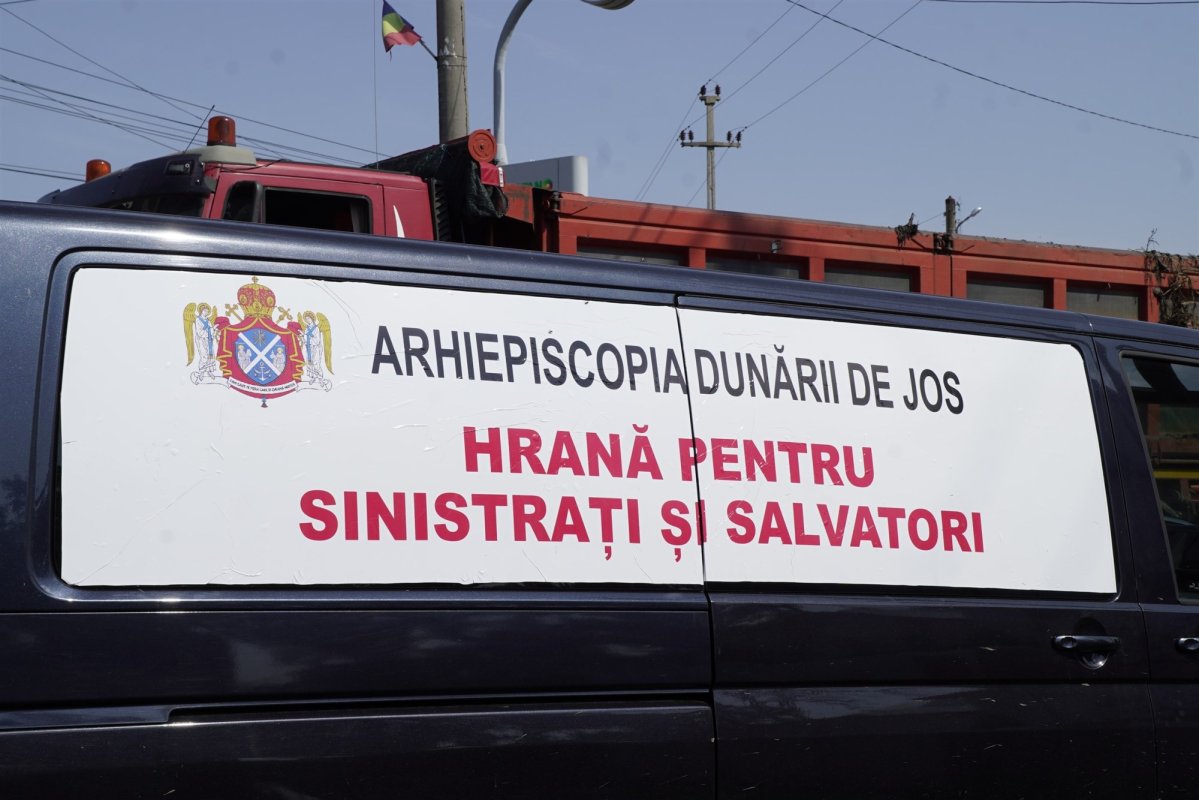 ARHIEPISCOPIA DUNĂRII DE JOS
HRANĂ PENTRU
SINISTRAȚI ȘI SALVATORI